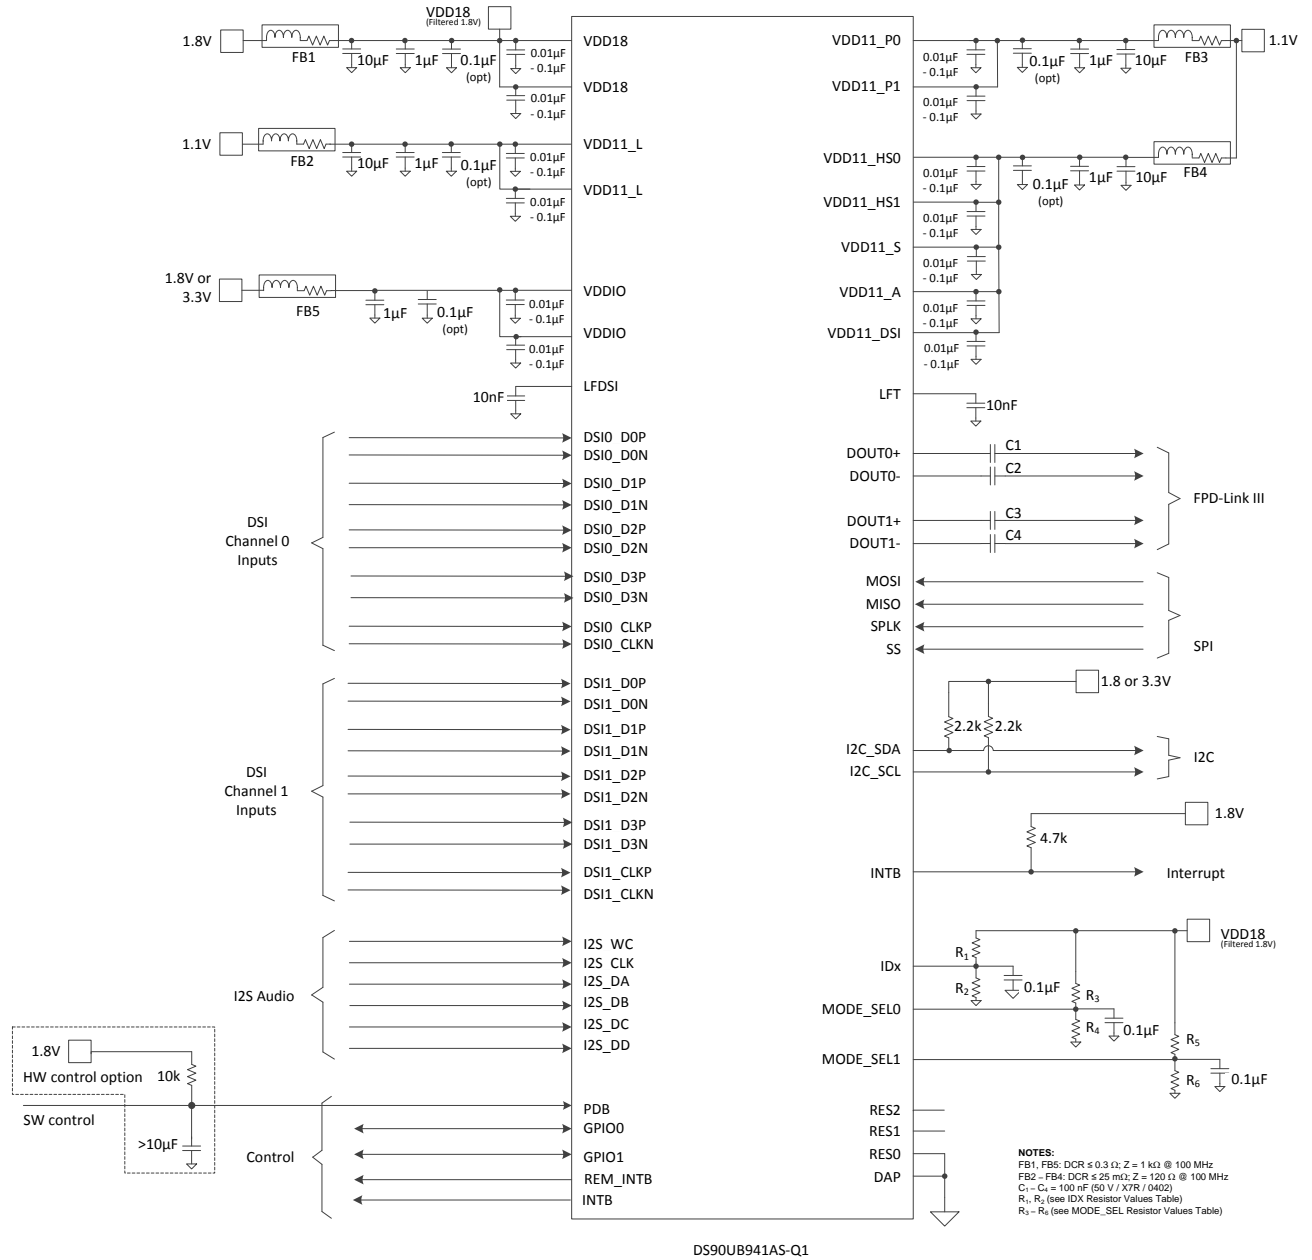 VDD18
(Filtered 1.8V)
1.8V
FB1
10µF
1µF
0.1µF
(opt)
0.01µF
- 0.1µF
0.01µF
- 0.1µF
VDD18
VDD18
1.1V
FB2
10µF
1µF
0.1µF
(opt)
0.01µF
- 0.1µF
0.01µF
- 0.1µF
VDD11_L
VDD11_L
1.8V or
3.3V
FB5
1µF
0.1µF
(opt)
0.01µF
- 0.1µF
0.01µF
- 0.1µF
VDDIO
VDDIO
10nF
LFDSI
DSI
Channel 0
Inputs
DSI0_D0P
DSI0_D0N
DSI0_D1P
DSI0_D1N
DSI0_D2P
DSI0_D2N
DSI0_D3P
DSI0_D3N
DSI0_CLKP
DSI0_CLKN
DSI
Channel 1
Inputs
DSI1_D0P
DSI1_D0N
DSI1_D1P
DSI1_D1N
DSI1_D2P
DSI1_D2N
DSI1_D3P
DSI1_D3N
DSI1_CLKP
DSI1_CLKN
I2S Audio
I2S_WC
I2S_CLK
I2S_DA
I2S_DB
I2S_DC
I2S_DD
1.8V
HW control option
10k
SW control
>10µF
Control
PDB
GPIO0
GPIO1
REM_INTB
INTB
VDD11_P0
VDD11_P1
0.01µF
- 0.1µF
0.01µF
- 0.1µF
0.1µF
(opt)
1µF
10µF
FB3
1.1V
VDD11_HS0
VDD11_HS1
VDD11_S
VDD11_A
VDD11_DSI
0.01µF
- 0.1µF
0.01µF
- 0.1µF
0.01µF
- 0.1µF
0.01µF
- 0.1µF
0.01µF
- 0.1µF
0.1µF
(opt)
1µF
10µF
FB4
LFT
10nF
DOUT0+
C1
DOUT0-
C2
DOUT1+
C3
DOUT1-
C4
FPD-Link III
MOSI
MISO
SPLK
SS
SPI
1.8 or 3.3V
2.2k
2.2k
I2C_SDA
I2C_SCL
I2C
1.8V
4.7k
INTB
Interrupt
VDD18
(Filtered 1.8V)
IDx
R1
R2
0.1µF
MODE_SEL0
R3
R4
0.1µF
MODE_SEL1
R5
R6
0.1µF
RES2
RES1
RES0
DAP
NOTES:
FB1, FB5: DCR ≤ 0.3 Ω; Z = 1 kΩ @ 100 MHz
FB2 – FB4: DCR ≤ 25 mΩ; Z = 120 Ω @ 100 MHz
C1 – C4 = 100 nF (50 V / X7R / 0402)
R1, R2 (see IDX Resistor Values Table)
R3 – R6 (see MODE_SEL Resistor Values Table)
DS90UB941AS-Q1